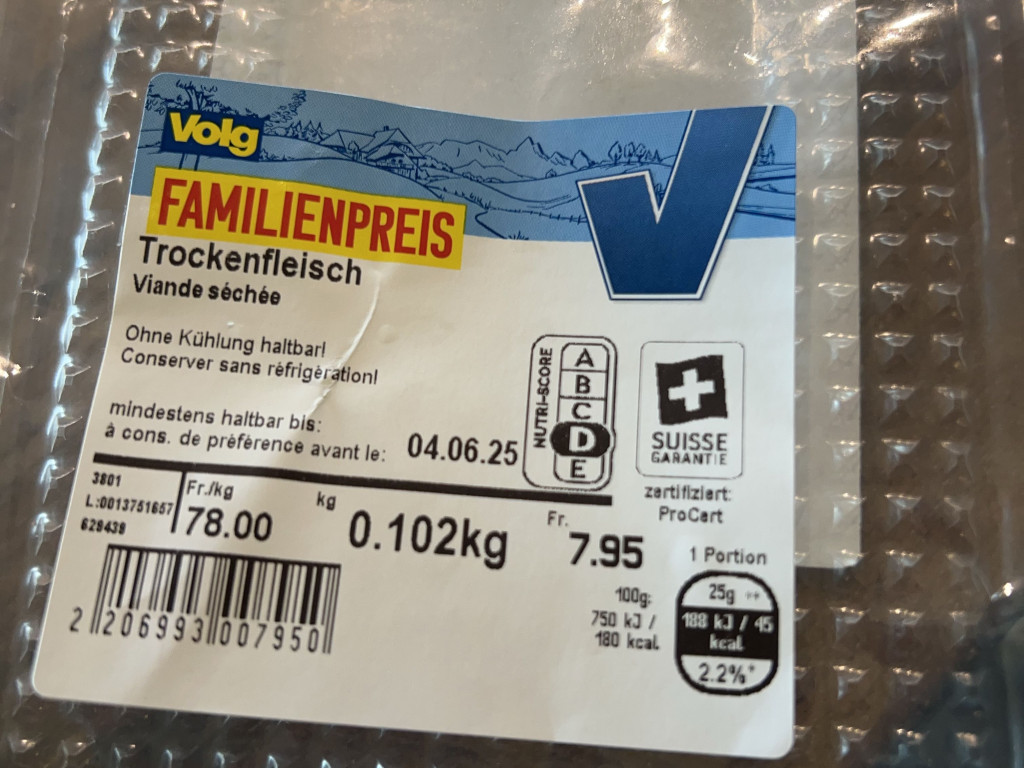 Volg
FAMILIENPREIS
Trockenfleisch
Viande séchée
Ohne Kühlung haltbar!
Conserver sans réfrigération!
mindestens haltbar bis:
à cons. de préférence avant le: 04.06.25
NUTRI-SCORE
A
B
C
D
E
SUISSE
GARANTIE
zertifiziert:
ProCert
3801
L:0013751657
629439
Fr./kg
78.00
kg
0.102kg
Fr.
7.95
1 Portion
25g **
188 kJ / 45
kcal
2.2%*
100g:
750 kJ /
180 kcal
2 206993 007950